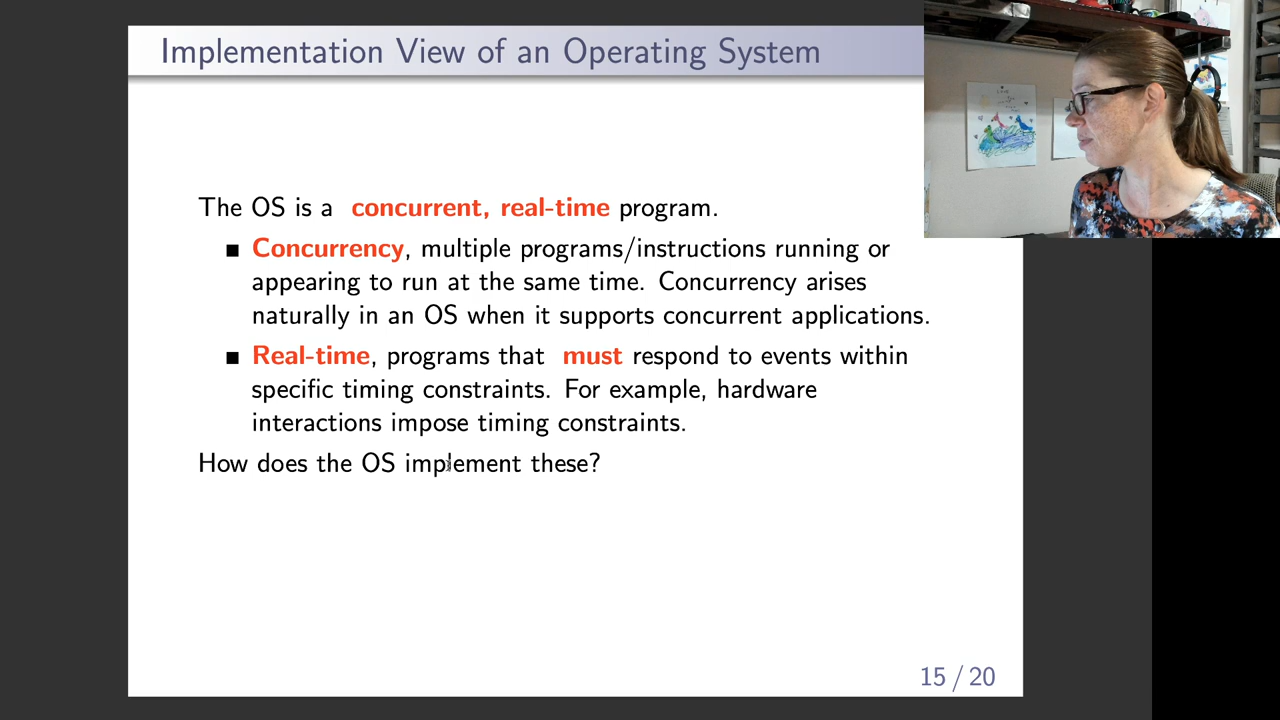 Implementation View of an Operating System
The OS is a concurrent, real-time program.
■ Concurrency, multiple programs/instructions running or
appearing to run at the same time. Concurrency arises
naturally in an OS when it supports concurrent applications.
■ Real-time, programs that must respond to events within
specific timing constraints. For example, hardware
interactions impose timing constraints.
How does the OS implement these?
15 / 20